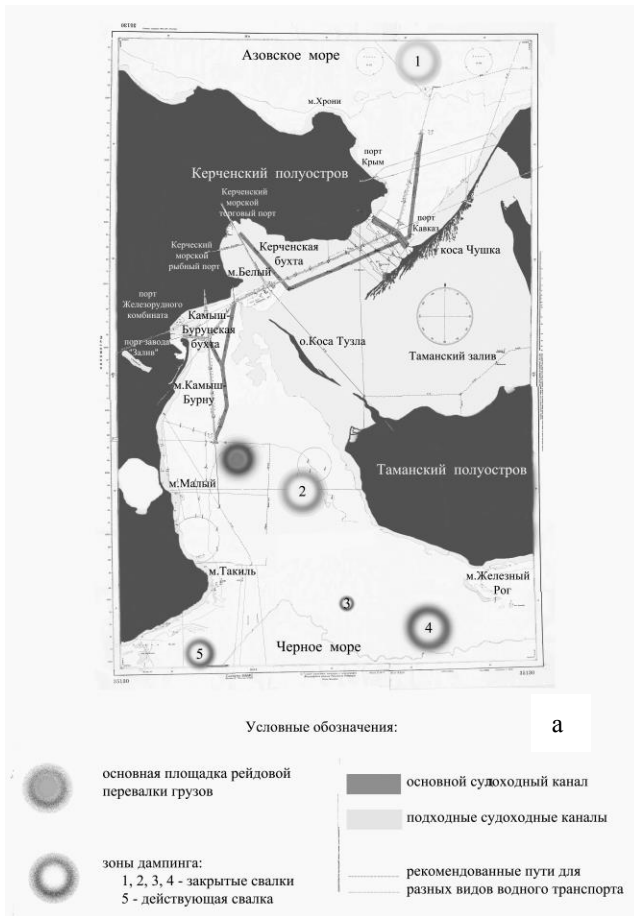 31130
Азовское море
1
м.Хрони
порт
Крым
Керченский полуостров
Керченский
морской
торговый порт
порт
Кавказ
Керченская
бухта
Керческий
морской
рыбный порт
коса Чушка
м.Белый
порт
Железорудного
комбината
Камыш-
Бурунская
бухта
о.Коса Тузла
порт завода
"Залив"
Таманский залив
м.Камыш-
Бурну
Таманский полуостров
2
м.Малый
м.Такиль
м.Железный
Рог
3
4
Черное море
5
31130
31130
Условные обозначения:
а
основная площадка рейдовой
перевалки грузов
зоны дампинга:
1, 2, 3, 4 - закрытые свалки
5 - действующая свалка
основной судоходный канал
подходные судоходные каналы
рекомендованные пути для
разных видов водного транспорта